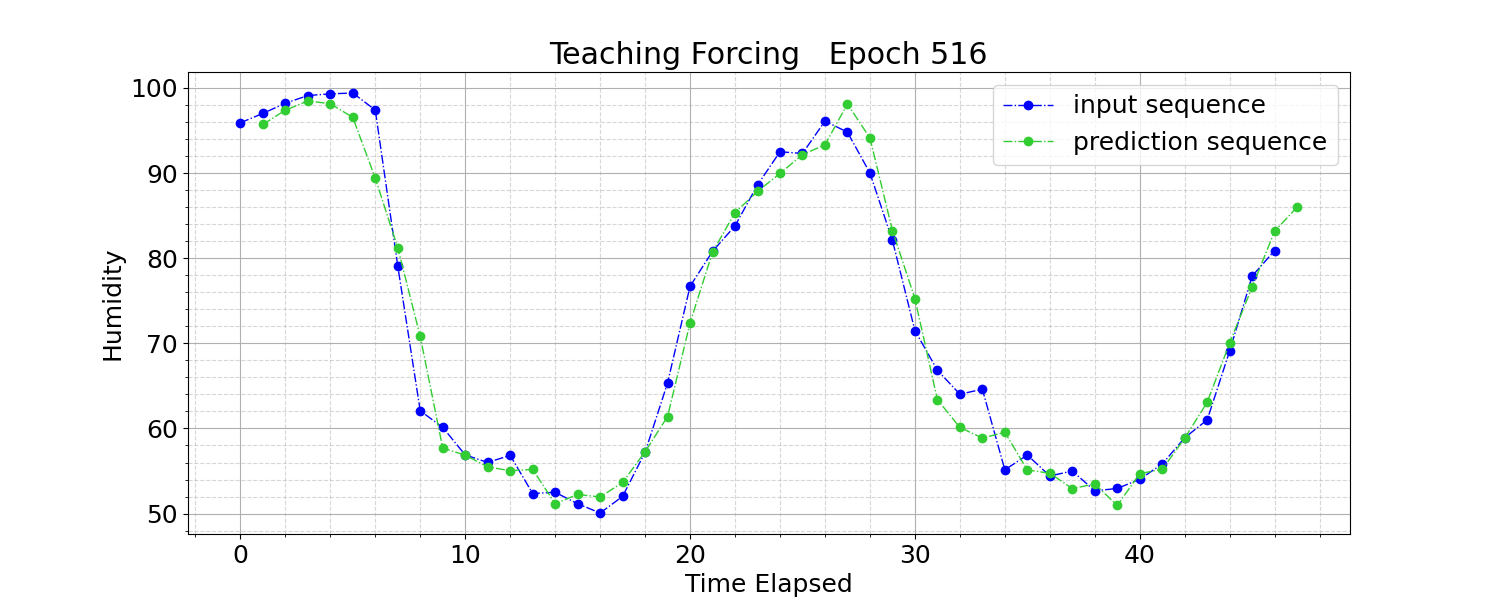 Teaching Forcing   Epoch 516
100
90
80
70
60
50
Humidity
input sequence
prediction sequence
0 10 20 30 40
Time Elapsed